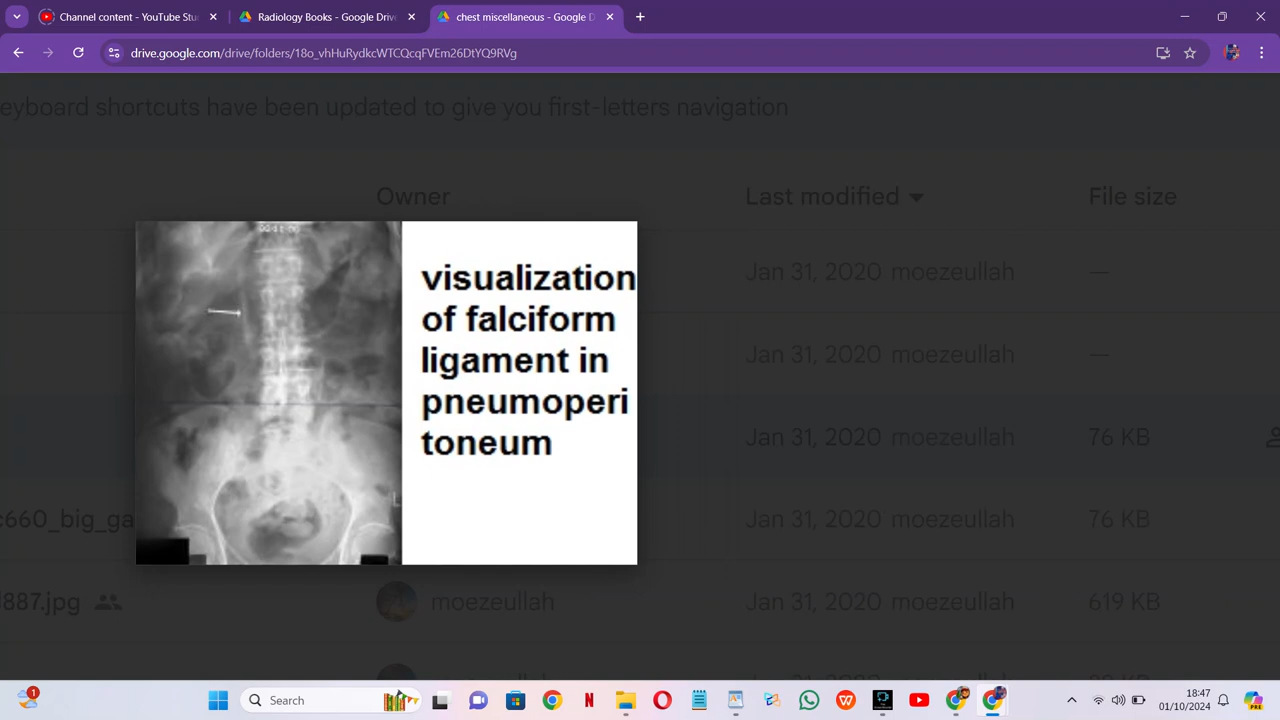 Channel content - YouTube Stu
Radiology Books - Google Drive
chest miscellaneous - Google D
drive.google.com/drive/folders/18o_vhHuRydkcWTCQcqFVEm26DtYQ9RVg
eyboard shortcuts have been updated to give you first-letters navigation
Owner
Last modified
File size
Jan 31, 2020 moezeullah
—
Jan 31, 2020 moezeullah
—
Jan 31, 2020 moezeullah
76 KB
c660_big_ga
Jan 31, 2020 moezeullah
76 KB
887.jpg
moezeullah
Jan 31, 2020 moezeullah
619 KB
visualization
of falciform
ligament in
pneumoperi
toneum
L
1
Search
18:47
01/10/2024
PRE